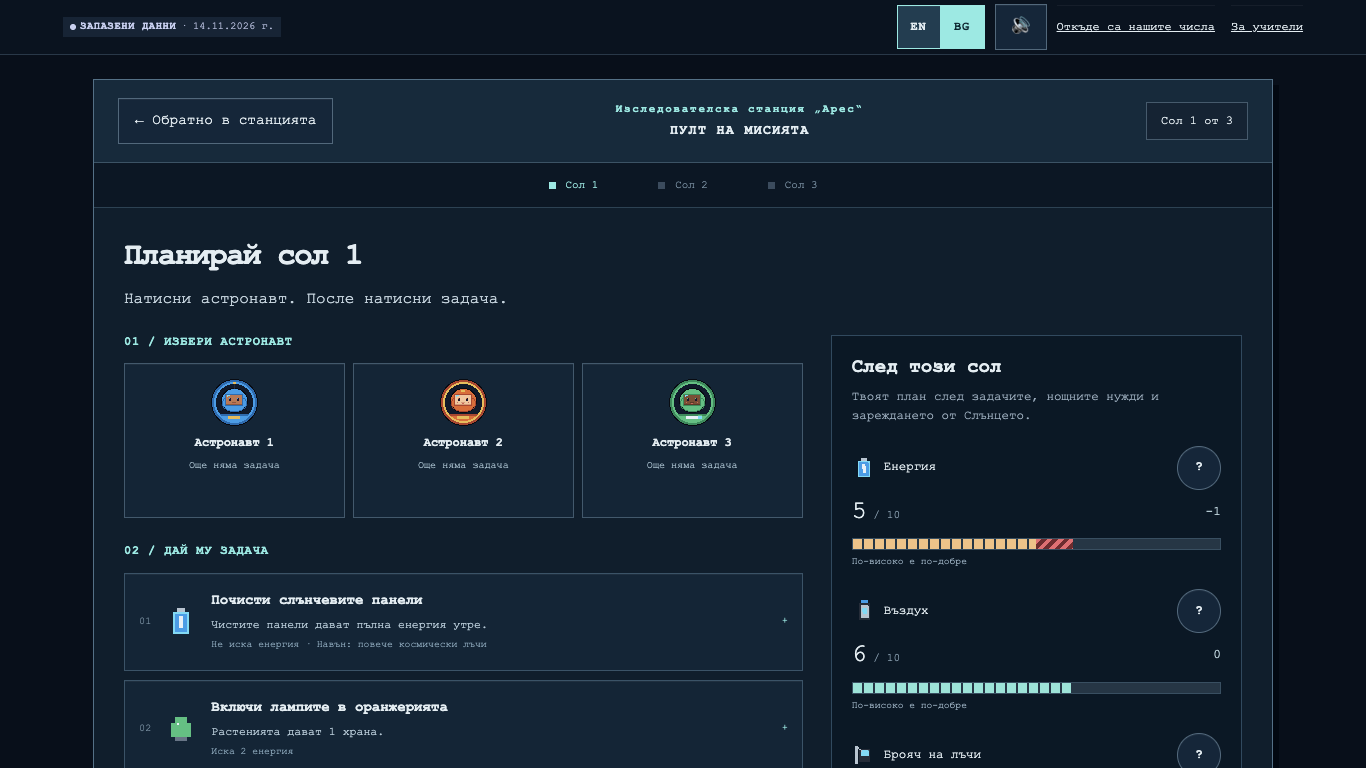 ЗАПАЗЕНИ ДАННИ · 14.11.2026 г.
EN
BG
Откъде са нашите числа
За учители
← Обратно в станцията
Изследователска станция „Арес“
ПУЛТ НА МИСИЯТА
Сол 1 от 3
Сол 1
Сол 2
Сол 3
Планирай сол 1
Натисни астронавт. После натисни задача.
01 / ИЗБЕРИ АСТРОНАВТ
Астронавт 1
Още няма задача
Астронавт 2
Още няма задача
Астронавт 3
Още няма задача
02 / ДАЙ МУ ЗАДАЧА
01
Почисти слънчевите панели
Чистите панели дават пълна енергия утре.
Не иска енергия · Навън: повече космически лъчи
+
02
Включи лампите в оранжерията
Растенията дават 1 храна.
Иска 2 енергия
+
След този сол
Твоят план след задачите, нощните нужди и
зареждането от Слънцето.
Енергия
?
5 / 10
−1
По-високо е по-добре
Въздух
?
6 / 10
0
По-високо е по-добре
Брояч на лъчи
?